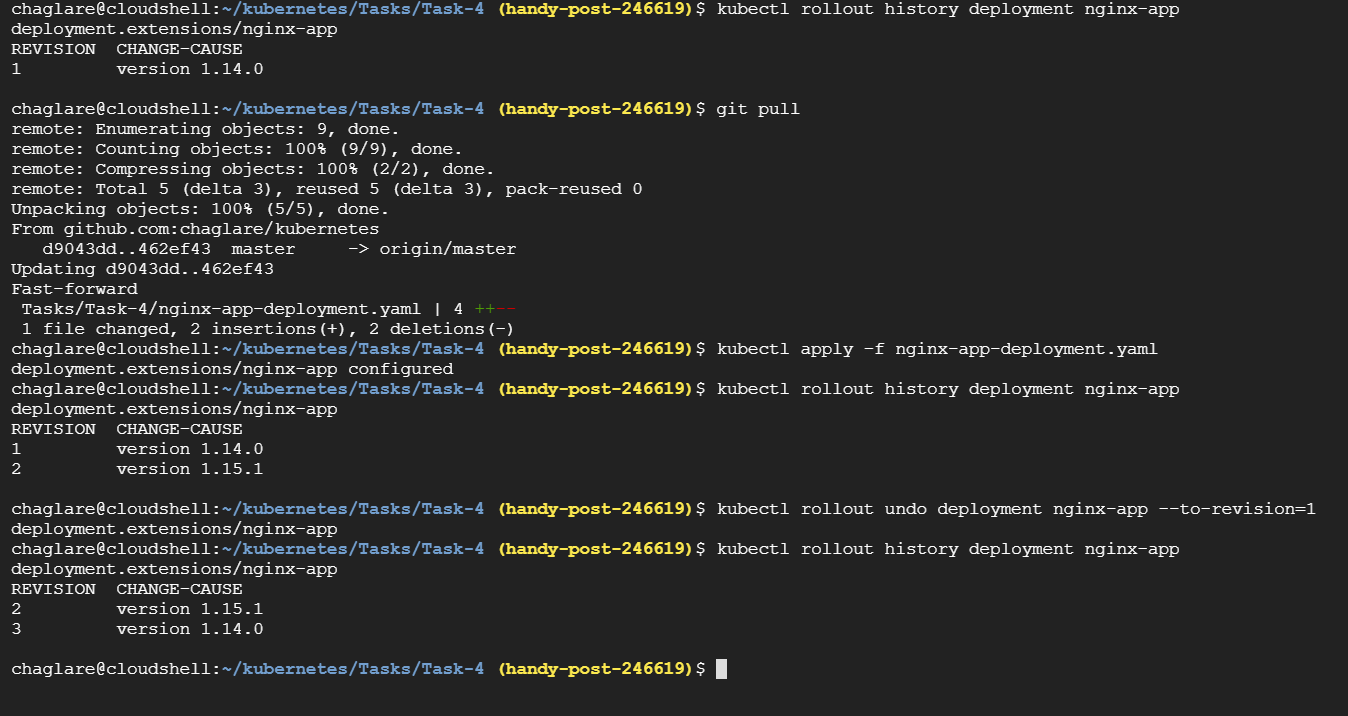 chaglare@cloudshell:~/kubernetes/Tasks/Task-4 (handy-post-246619)$ kubectl rollout history deployment nginx-app
deployment.extensions/nginx-app
REVISION  CHANGE-CAUSE
1         version 1.14.0

chaglare@cloudshell:~/kubernetes/Tasks/Task-4 (handy-post-246619)$ git pull
remote: Enumerating objects: 9, done.
remote: Counting objects: 100% (9/9), done.
remote: Compressing objects: 100% (2/2), done.
remote: Total 5 (delta 3), reused 5 (delta 3), pack-reused 0
Unpacking objects: 100% (5/5), done.
From github.com:chaglare/kubernetes
   d9043dd..462ef43  master     -> origin/master
Updating d9043dd..462ef43
Fast-forward
 Tasks/Task-4/nginx-app-deployment.yaml | 4 ++--
 1 file changed, 2 insertions(+), 2 deletions(-)
chaglare@cloudshell:~/kubernetes/Tasks/Task-4 (handy-post-246619)$ kubectl apply -f nginx-app-deployment.yaml
deployment.extensions/nginx-app configured
chaglare@cloudshell:~/kubernetes/Tasks/Task-4 (handy-post-246619)$ kubectl rollout history deployment nginx-app
deployment.extensions/nginx-app
REVISION  CHANGE-CAUSE
1         version 1.14.0
2         version 1.15.1

chaglare@cloudshell:~/kubernetes/Tasks/Task-4 (handy-post-246619)$ kubectl rollout undo deployment nginx-app --to-revision=1
deployment.extensions/nginx-app
chaglare@cloudshell:~/kubernetes/Tasks/Task-4 (handy-post-246619)$ kubectl rollout history deployment nginx-app
deployment.extensions/nginx-app
REVISION  CHANGE-CAUSE
2         version 1.15.1
3         version 1.14.0

chaglare@cloudshell:~/kubernetes/Tasks/Task-4 (handy-post-246619)$